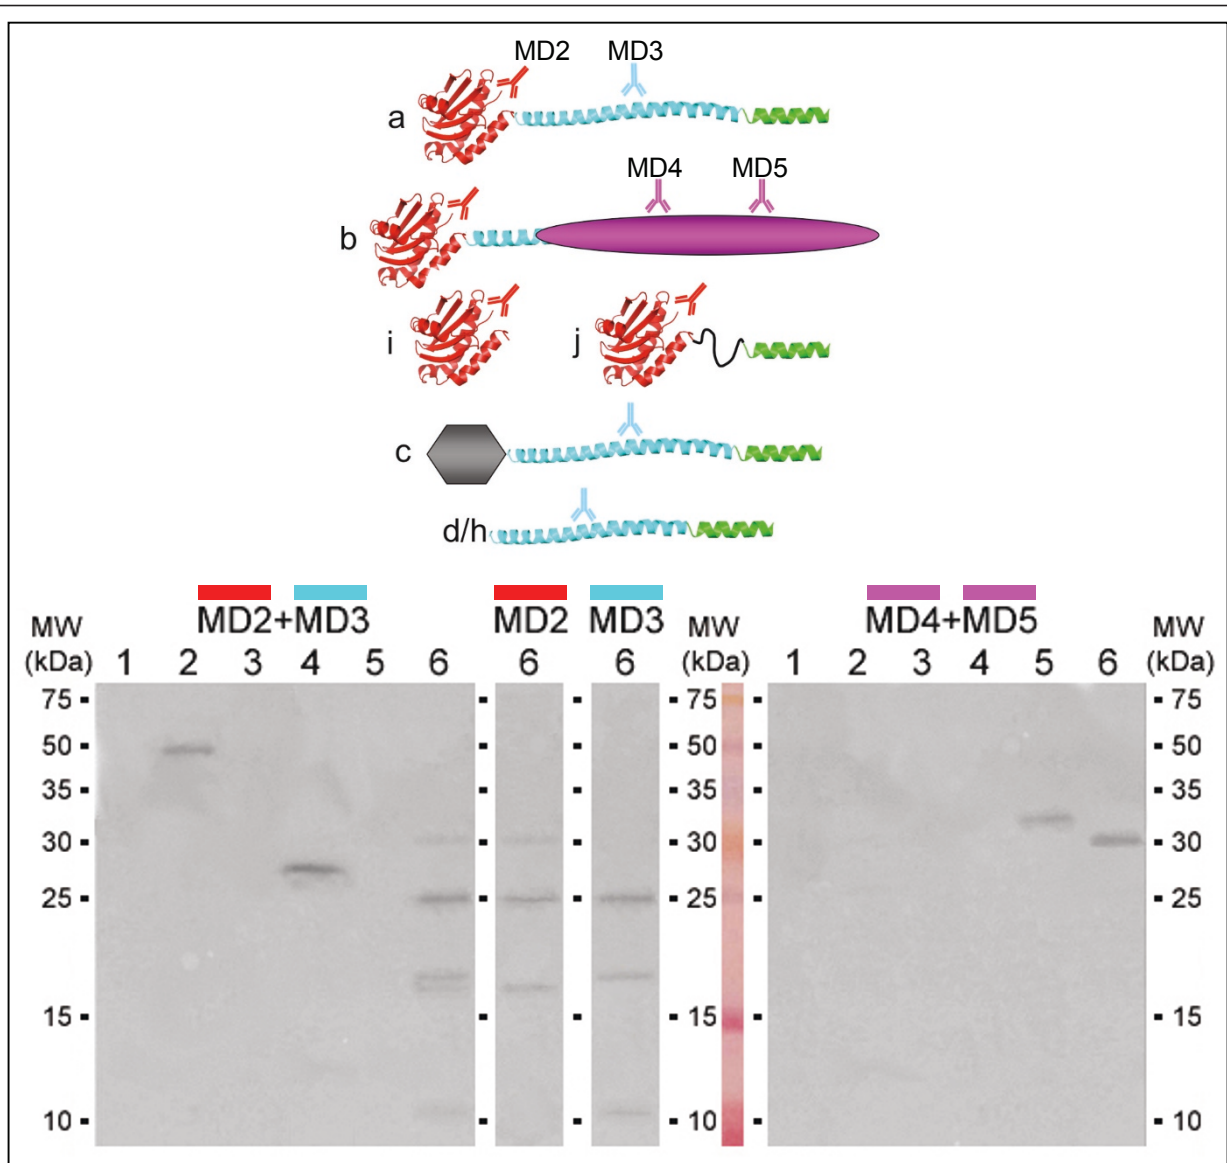 MD2 MD3
a
MD4 MD5
b
i j
c
d/h
MW (kDa) MD2+MD3 MD2 MD3 MW (kDa) MD4+MD5 MW (kDa)
1 2 3 4 5 6 6 6 1 2 3 4 5 6
75 75 75
50 50 50
35 35 35
30 30 30
25 25 25
15 15 15
10 10 10